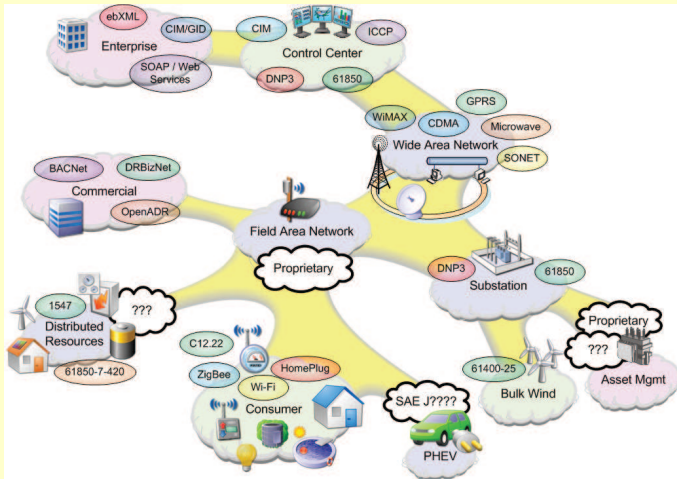 ebXML
CIM/GID
Enterprise
SOAP / Web
Services
CIM
ICCP
Control Center
DNP3
61850
GPRS
WiMAX
CDMA
Microwave
Wide Area Network
SONET
BACNet
DRBizNet
Commercial
OpenADR
Field Area Network
Proprietary
DNP3
61850
Substation
1547
???
Distributed
Resources
61850-7-420
C12.22
ZigBee
HomePlug
Wi-Fi
Consumer
SAE J????
PHEV
61400-25
Bulk Wind
Proprietary
???
Asset Mgmt